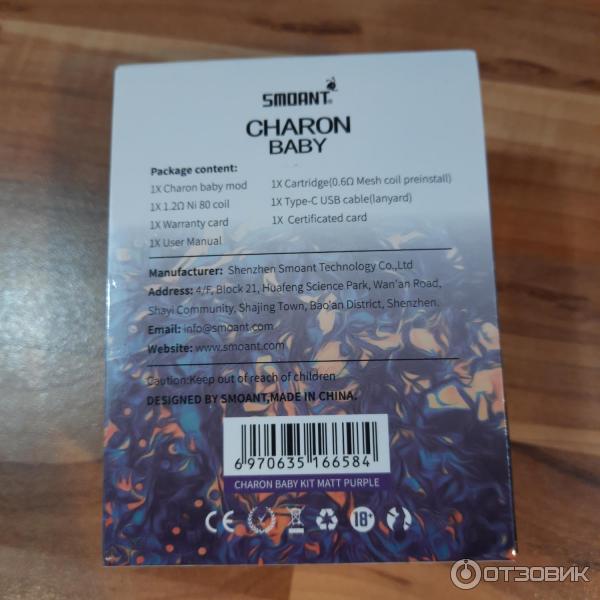 SMOANT®
CHARON
BABY
Package content:
1X Charon baby mod
1X Cartridge(0.6Ω Mesh coil preinstall)
1X 1.2Ω Ni 80 coil
1X Type-C USB cable(lanyard)
1X Warranty card
1X Certificated card
1X User Manual
Manufacturer: Shenzhen Smoant Technology Co.,Ltd
Address: 4/F, Block 21, Huafeng Science Park, Wan'an Road,
Shayi Community, Shajing Town, Bao'an District, Shenzhen.
Email: info@smoant.com
Website: www.smoant.com
Caution:Keep out of reach of children
DESIGNED BY SMOANT,MADE IN CHINA.
6 970635 166584
CHARON BABY KIT MATT PURPLE
CE
18+
ОТЗОВИК